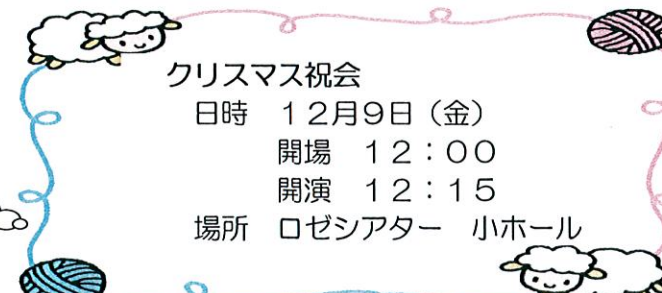 クリスマス祝会
日時　１２月９日（金）
開場　１２：００
開演　１２：１５
場所　ロゼシアター　小ホール